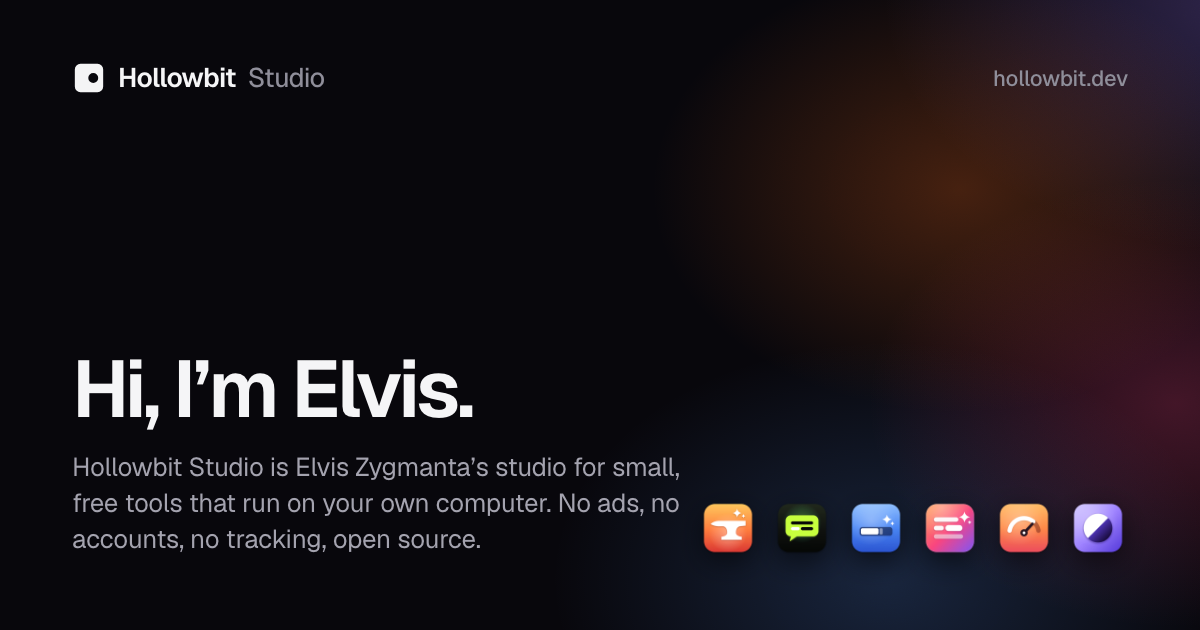 Hollowbit Studio
hollowbit.dev
Hi, I’m Elvis.
Hollowbit Studio is Elvis Zygmanta’s studio for small,
free tools that run on your own computer. No ads, no
accounts, no tracking, open source.